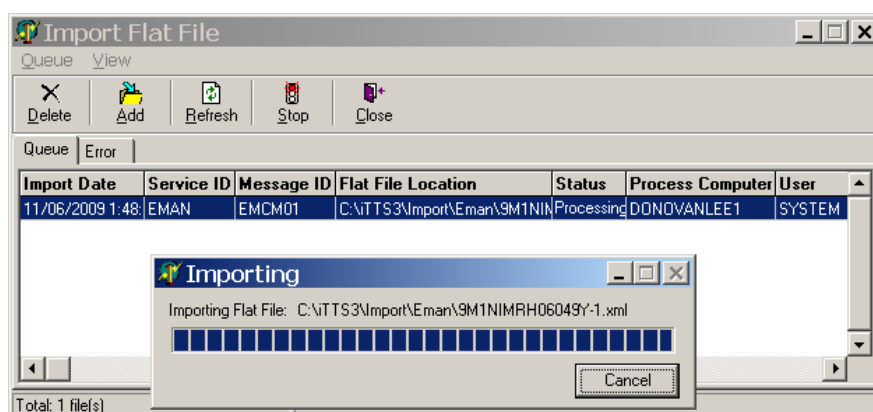 Import Flat File
Queue View
Delete Add Refresh Stop Close
Queue Error
Import Date Service ID Message ID Flat File Location Status Process Computer User
11/06/2009 1:48: EMAN EMCM01 C:\iTTS3\Import\Eman\9M1NIM Processing DONOVANLEE1 SYSTEM
Importing
Importing Flat File: C:\iTTS3\Import\Eman\9M1NIMRH06049Y-1.xml
Cancel
Total: 1 file(s)